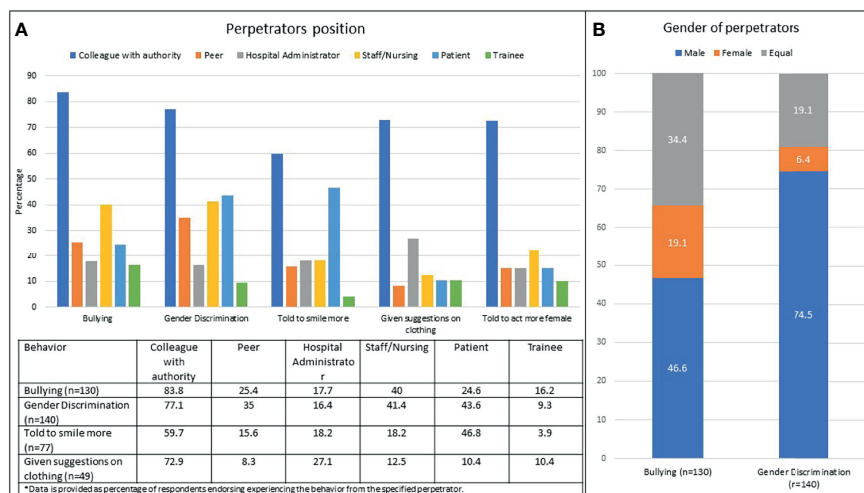 A
Perpetrators position
Colleague with authority Peer Hospital Administrator Staff/Nursing Patient Trainee
90
80
70
60
50
40
30
20
10
0
Percentage
Bullying Gender Discrimination Told to smile more Given suggestions on clothing Told to act more female
Behavior Colleague with authority Peer Hospital Administrato r Staff/Nursing Patient Trainee
Bullying (n=130) 83.8 25.4 17.7 40 24.6 16.2
Gender Discrimination (n=140) 77.1 35 16.4 41.4 43.6 9.3
Told to smile more (n=77) 59.7 15.6 18.2 18.2 46.8 3.9
Given suggestions on clothing (n=49) 72.9 8.3 27.1 12.5 10.4 10.4
*Data is provided as percentage of respondents endorsing experiencing the behavior from the specified perpetrator.
B
Gender of perpetrators
Male Female Equal
100
90
80
70
60
50
40
30
20
10
0
34.4
19.1
46.6
19.1
6.4
74.5
Bullying (n=130) Gender Discrimination
(r=140)